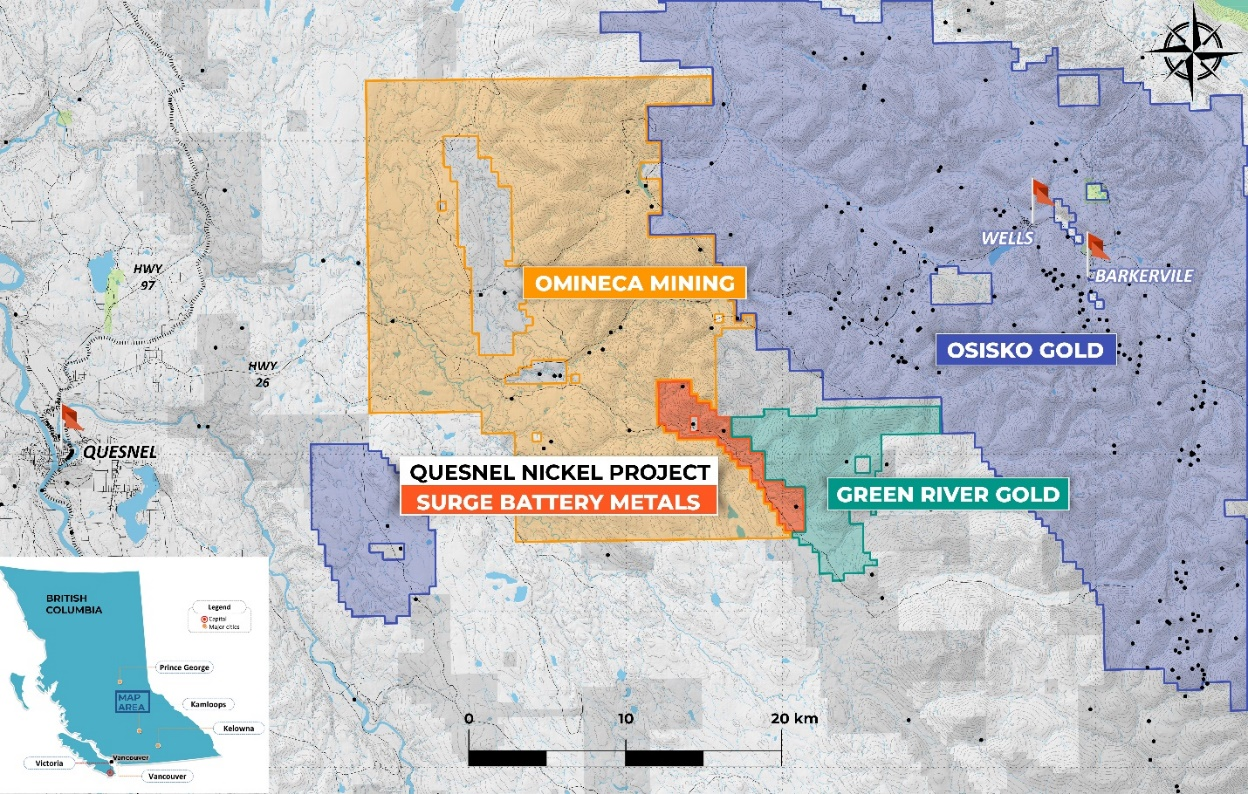 WELLS
BARKERVILE
HWY
97
OMINECA MINING
OSISKO GOLD
HWY
26
QUESNEL
QUESNEL NICKEL PROJECT
SURGE BATTERY METALS
GREEN RIVER GOLD
BRITISH
COLUMBIA
Legend
Capital
Major cities
Prince George
MAP
AREA
Kamloops
Kelowna
Vancouver
Victoria
Vancouver
0
10
20 km